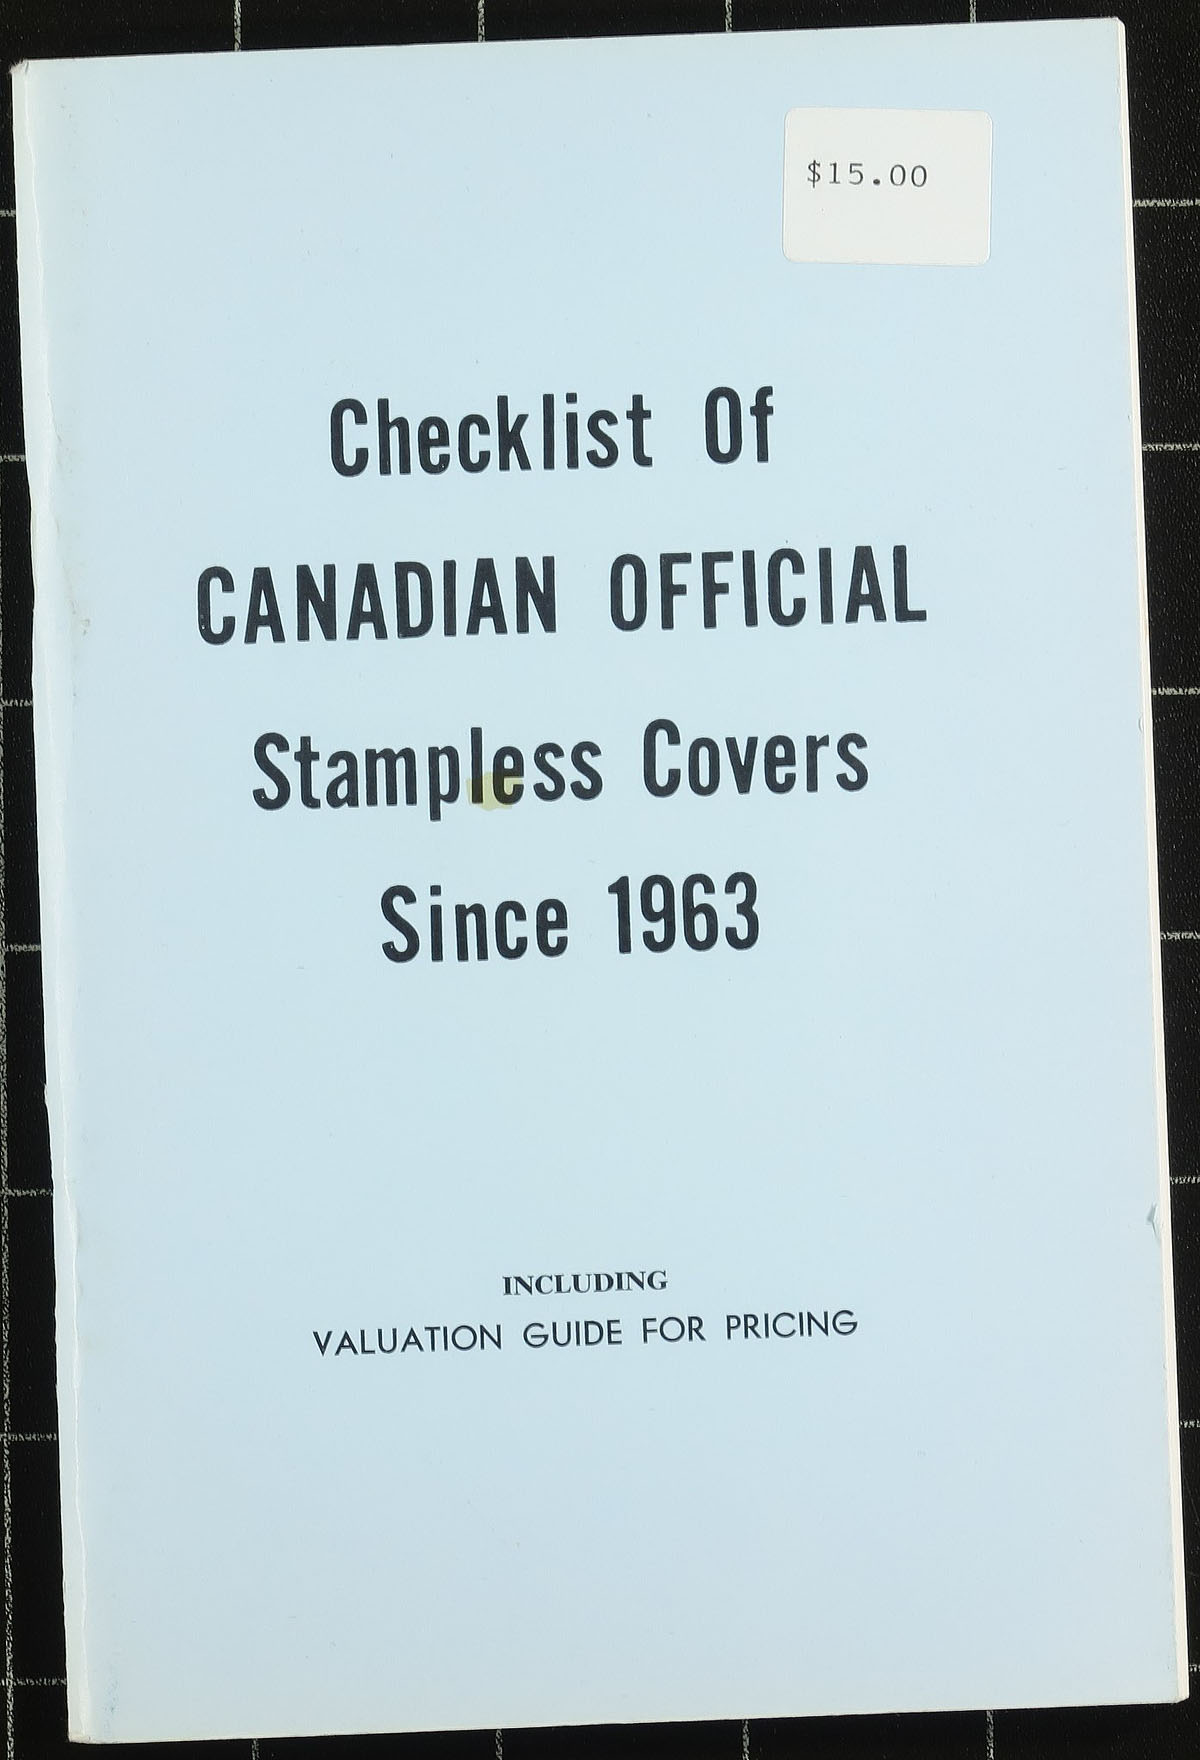 $15.00
Checklist Of
CANADIAN OFFICIAL
Stampless Covers
Since 1963
INCLUDING
VALUATION GUIDE FOR PRICING